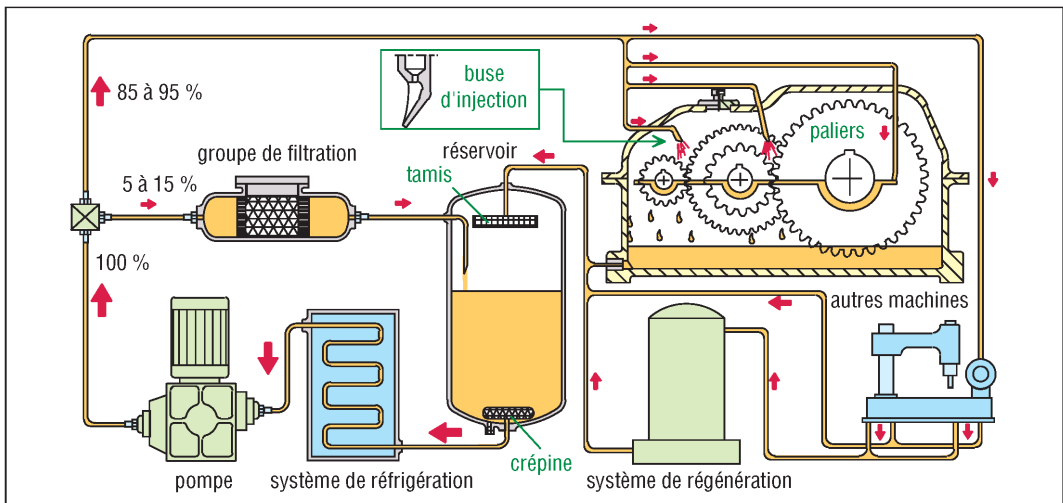 buse
d'injection
85 à 95 %
paliers
groupe de filtration
réservoir
tamis
5 à 15 %
100 %
autres machines
crépine
pompe
système de réfrigération
système de régénération